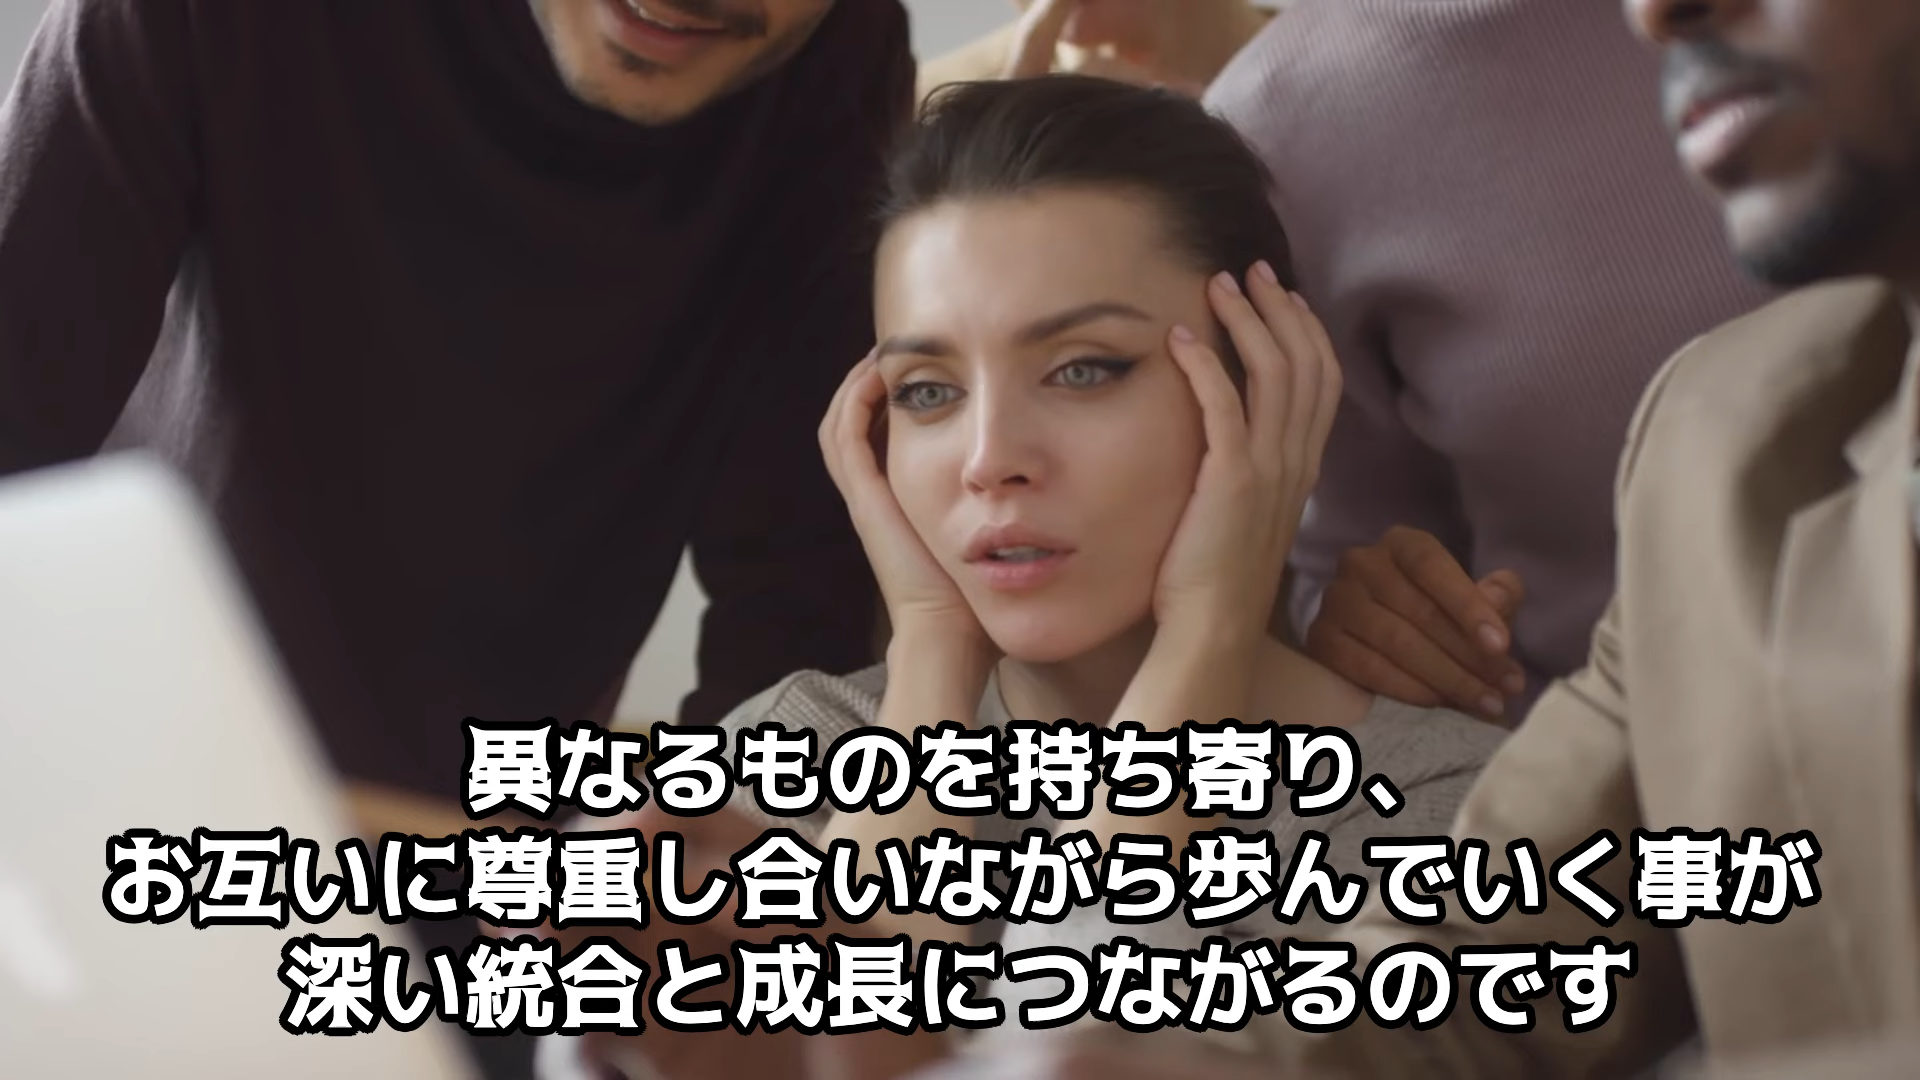 異なるものを持ち寄り、
お互いに尊重し合いながら歩んでいく事が
深い統合と成長につながるのです